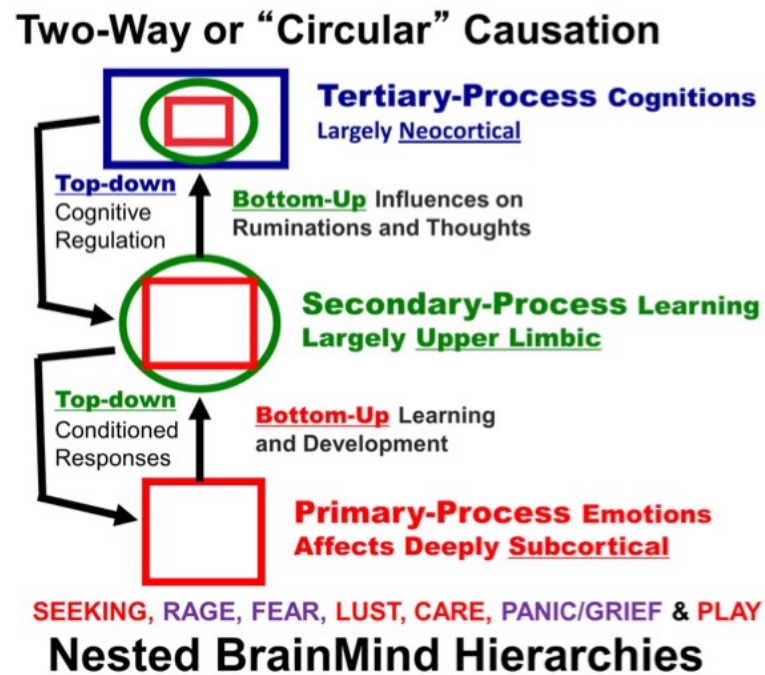 Two-Way or “Circular” Causation
Tertiary-Process Cognitions
Largely Neocortical
Top-down
Cognitive
Regulation
Bottom-Up Influences on
Ruminations and Thoughts
Secondary-Process Learning
Largely Upper Limbic
Top-down
Conditioned
Responses
Bottom-Up Learning
and Development
Primary-Process Emotions
Affects Deeply Subcortical
SEEKING, RAGE, FEAR, LUST, CARE, PANIC/GRIEF & PLAY
Nested BrainMind Hierarchies